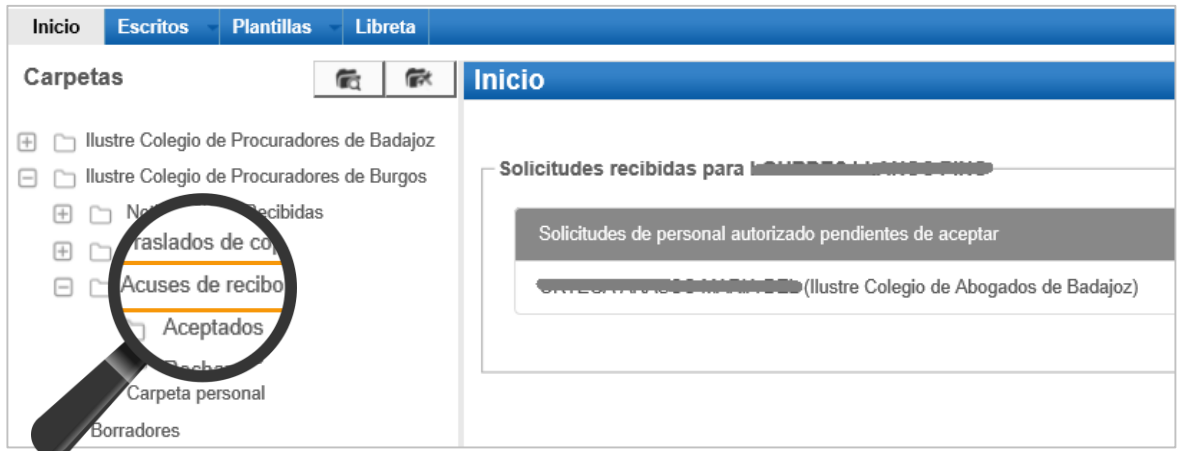 Inicio Escritos Plantillas Libreta
Carpetas
Inicio
Ilustre Colegio de Procuradores de Badajoz
Ilustre Colegio de Procuradores de Burgos
Recibidas
Traslados de
Acuses de recibo
Aceptados
Carpeta personal
Borradores
Solicitudes recibidas para
Solicitudes de personal autorizado pendientes de aceptar
(Ilustre Colegio de Abogados de Badajoz)